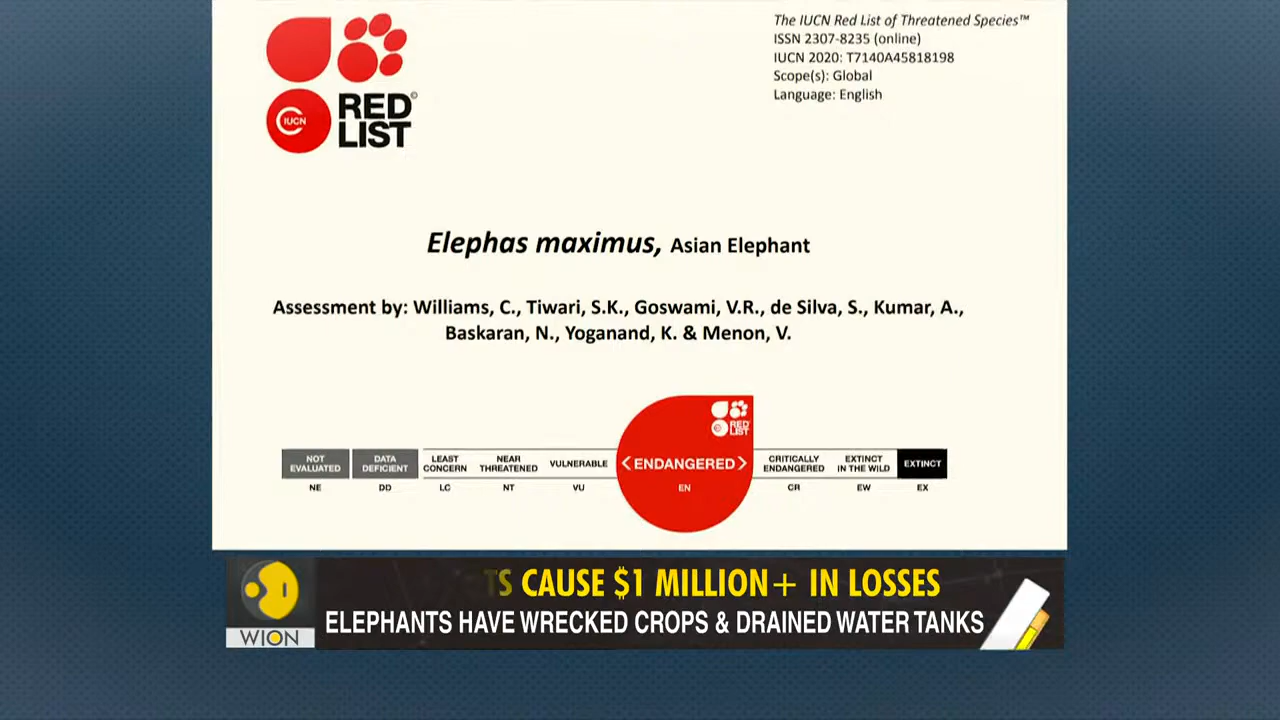 The IUCN Red List of Threatened Species™
ISSN 2307-8235 (online)
IUCN 2020: T7140A45818198
Scope(s): Global
Language: English
IUCN
RED
LIST
Elephas maximus, Asian Elephant
Assessment by: Williams, C., Tiwari, S.K., Goswami, V.R., de Silva, S., Kumar, A.,
Baskaran, N., Yoganand, K. & Menon, V.
RED
LIST
NOT
EVALUATED
DATA
DEFICIENT
LEAST
CONCERN
NEAR
THREATENED
VULNERABLE
<ENDANGERED>
CRITICALLY
ENDANGERED
EXTINCT
IN THE WILD
EXTINCT
NE
DD
LC
NT
VU
EN
CR
EW
EX
TS CAUSE $1 MILLION+ IN LOSSES
ELEPHANTS HAVE WRECKED CROPS & DRAINED WATER TANKS
WION